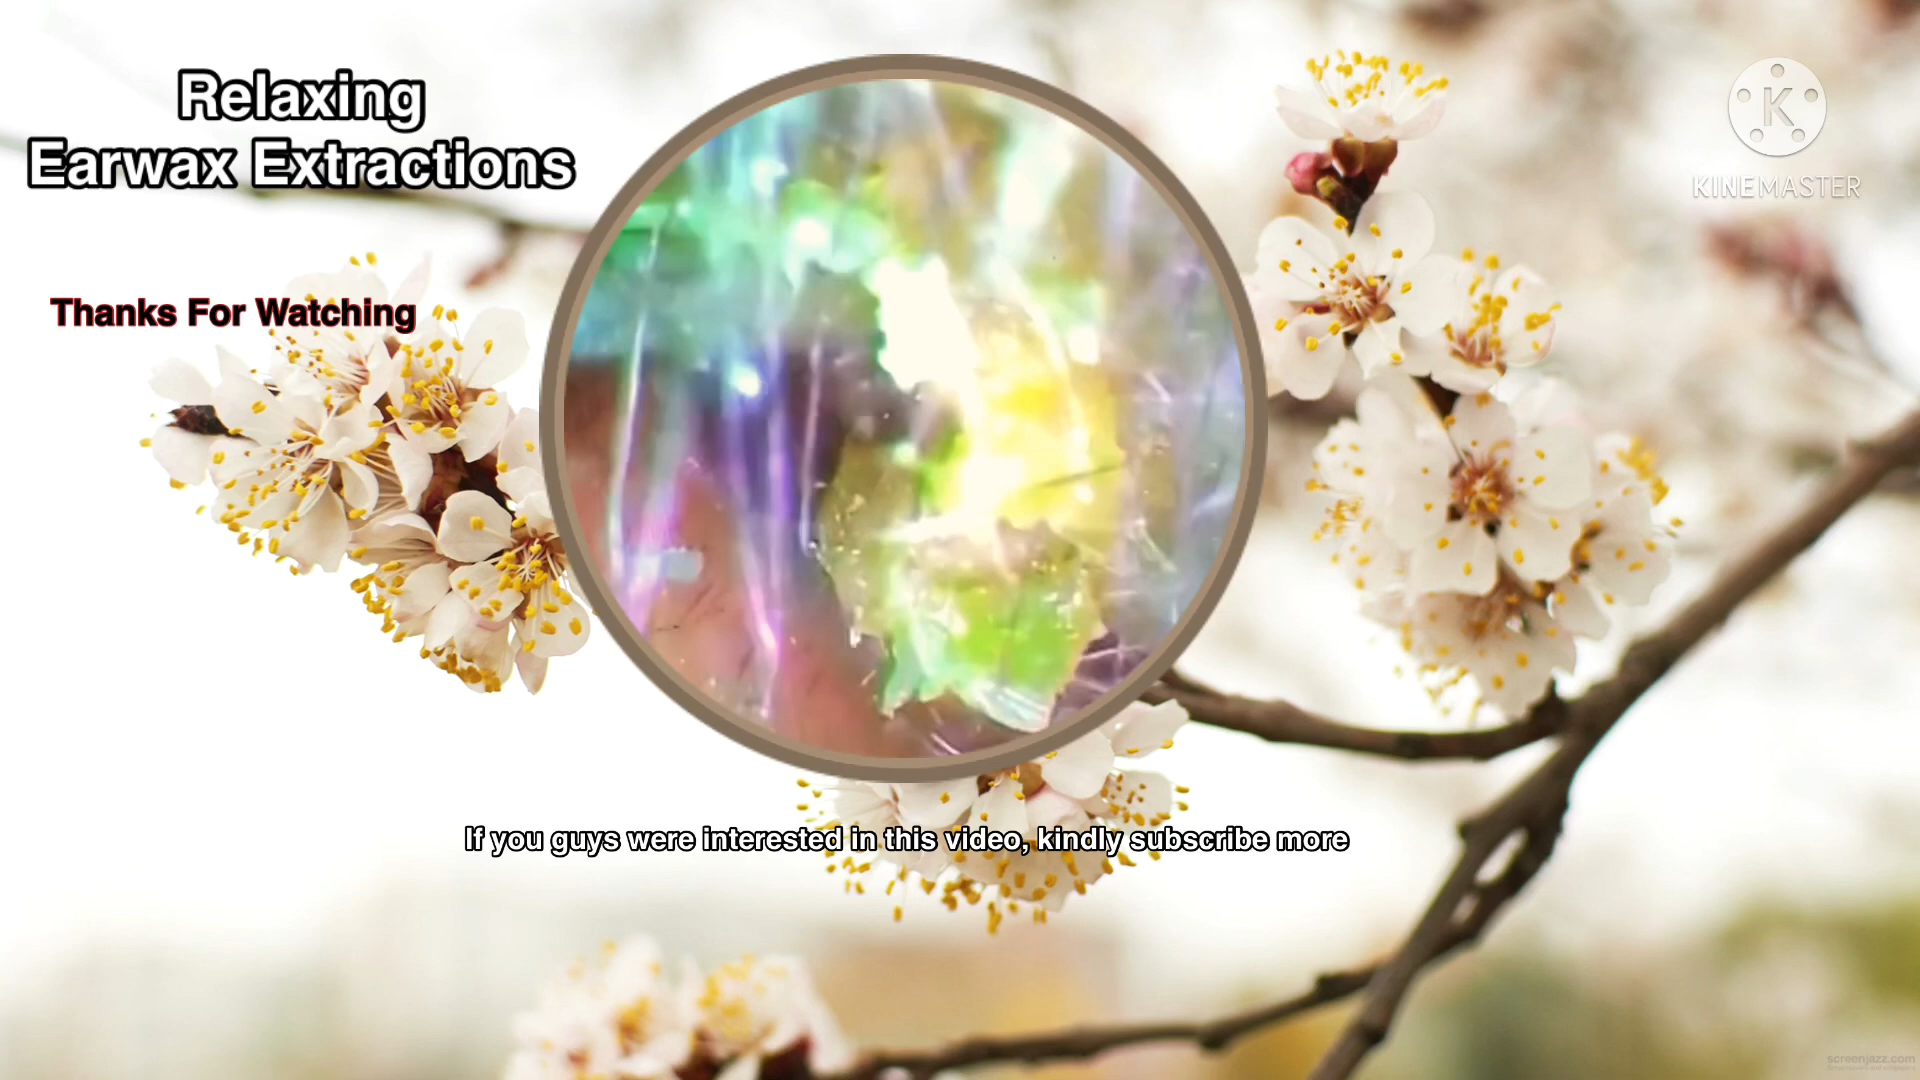 Relaxing
Earwax Extractions
K
KINEMASTER
Thanks For Watching
If you guys were interested in this video, kindly subscribe more
screenjazz.com